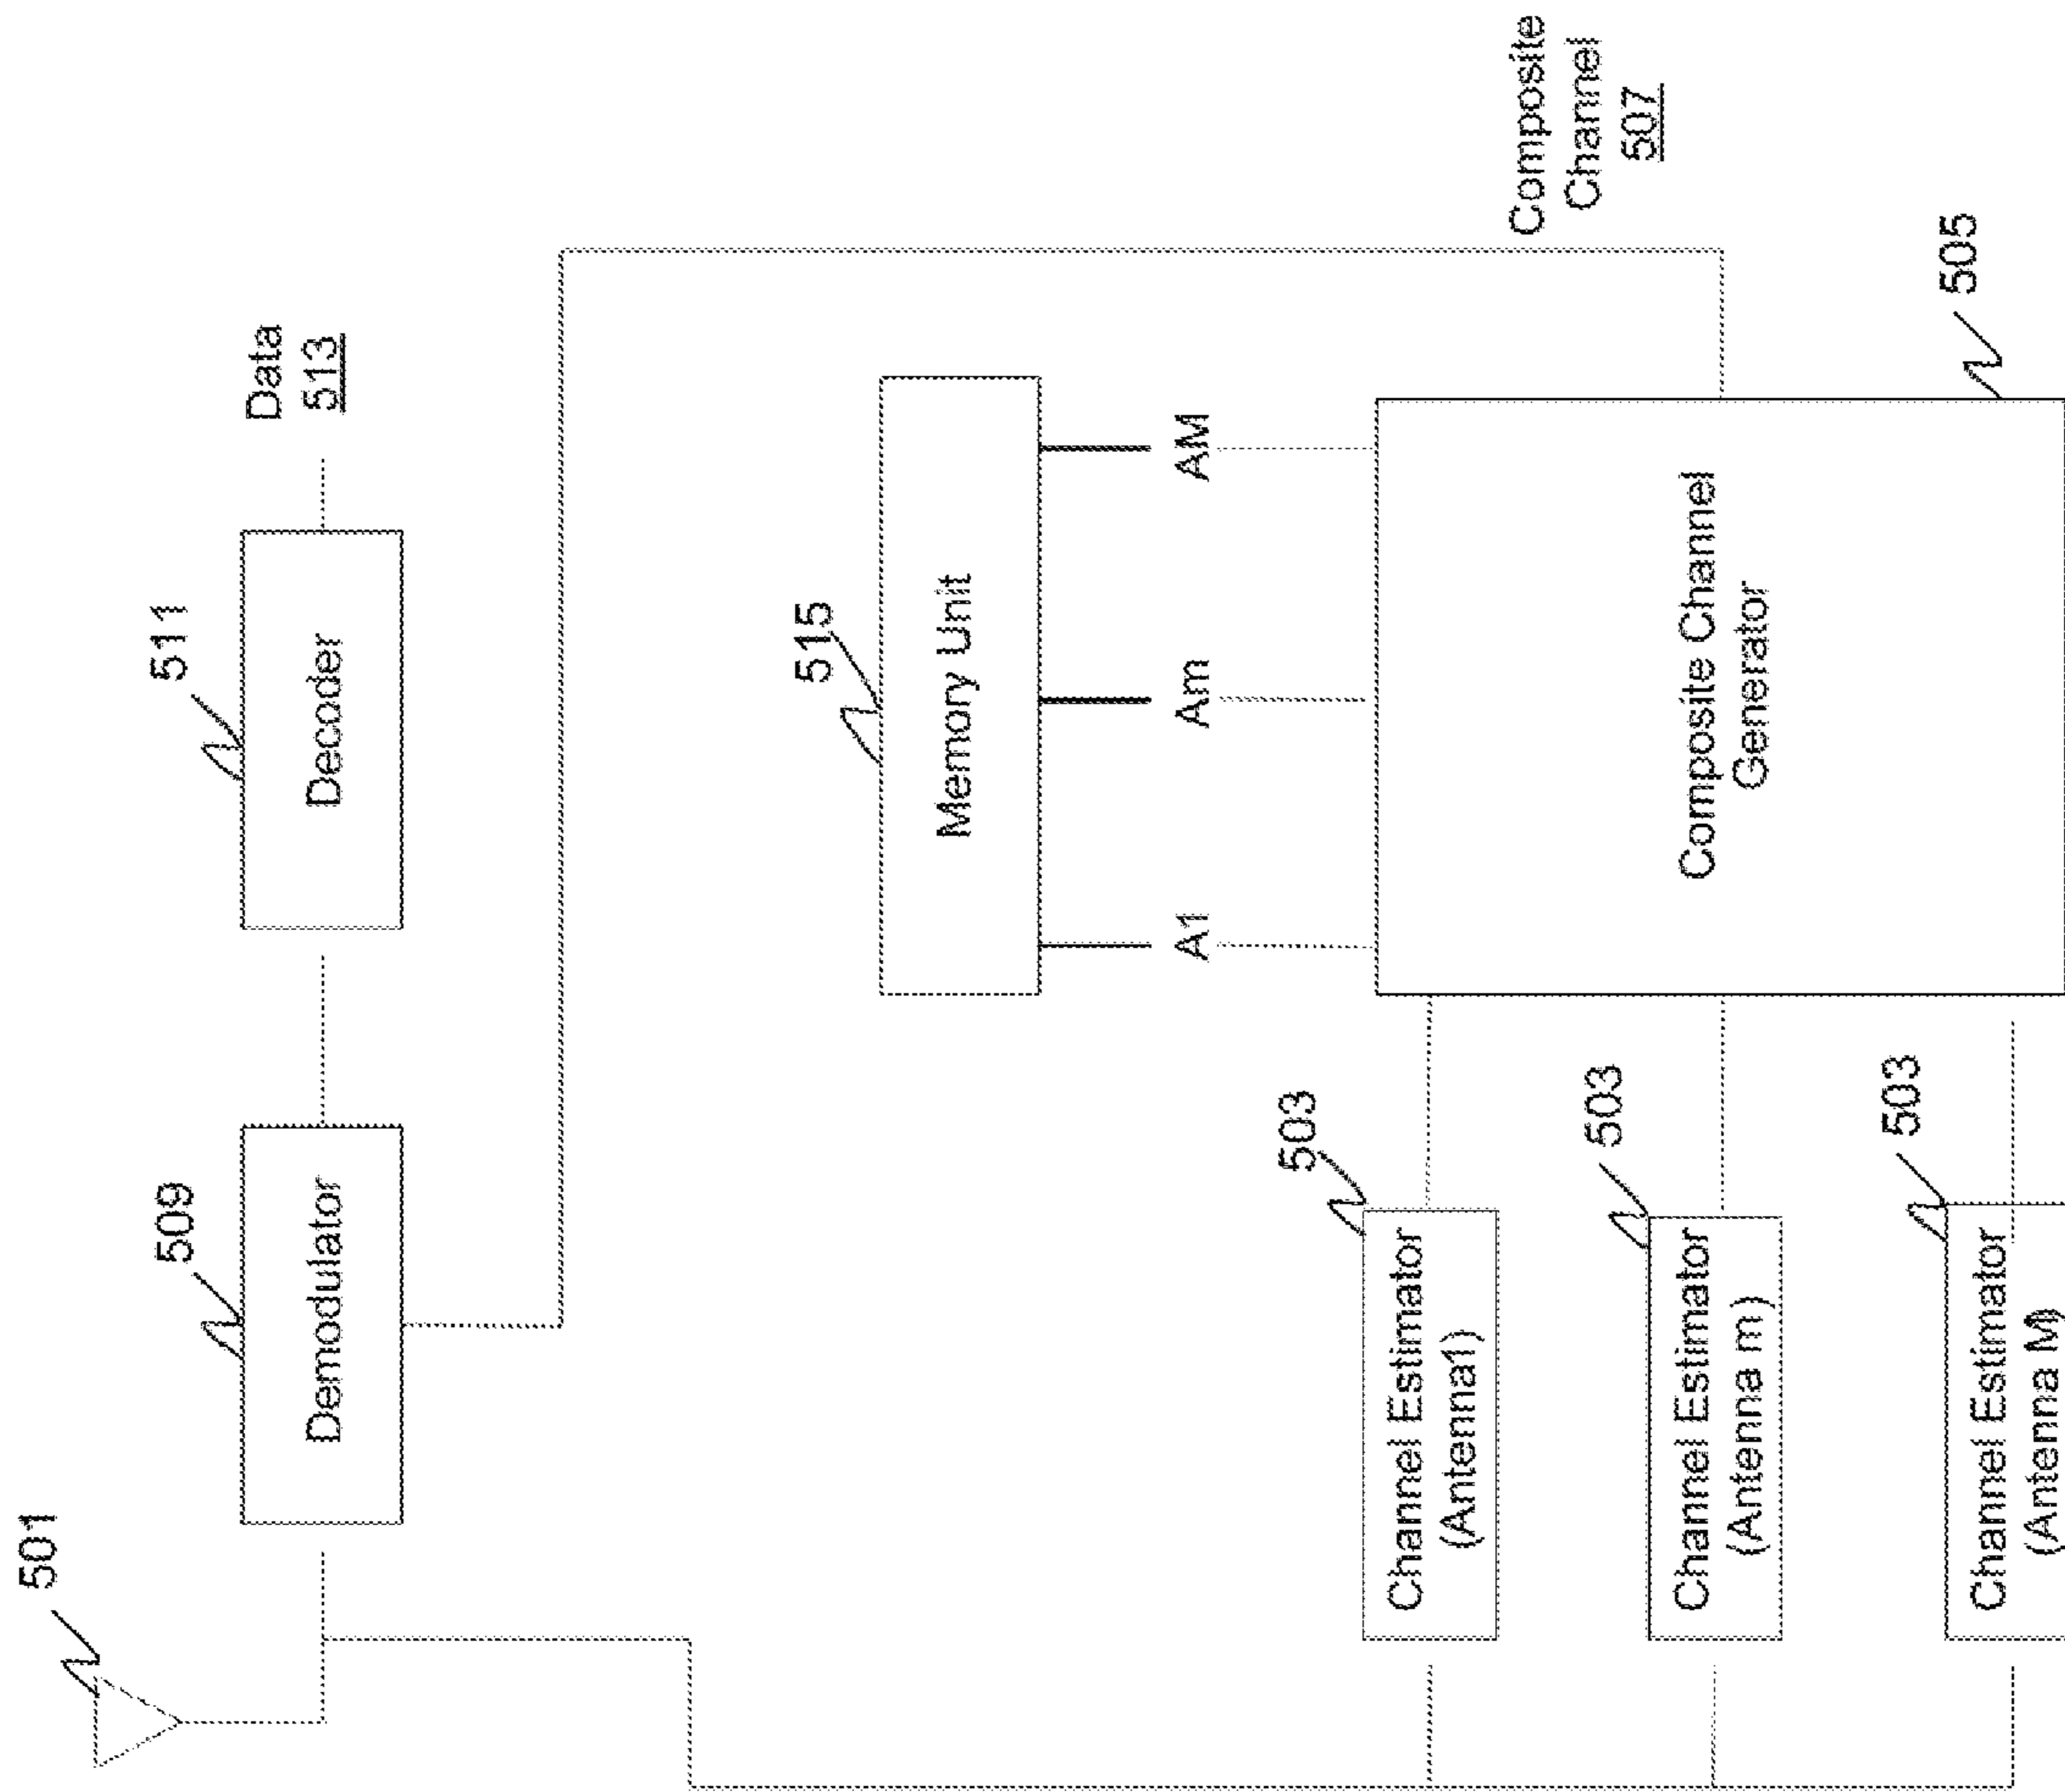 501
509
Demodulator
511
Decoder
Data
513
515
Memory Unit
A1
Am
AM
503
Channel Estimator
(Antenna1)
503
Channel Estimator
(Antenna m)
503
Channel Estimator
(Antenna M)
Composite Channel
Generator
505
Composite
Channel
507